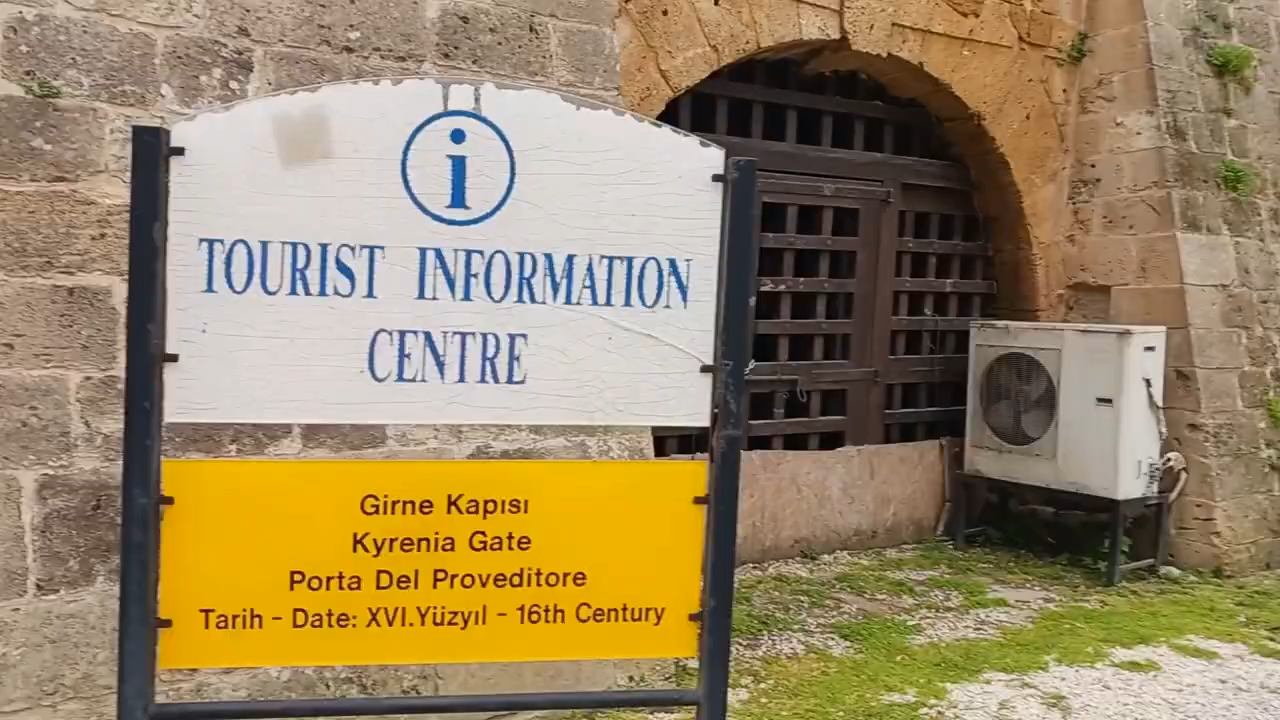 i
TOURIST INFORMATION
CENTRE
Girne Kapısı
Kyrenia Gate
Porta Del Proveditore
Tarih - Date: XVI.Yüzyıl - 16th Century